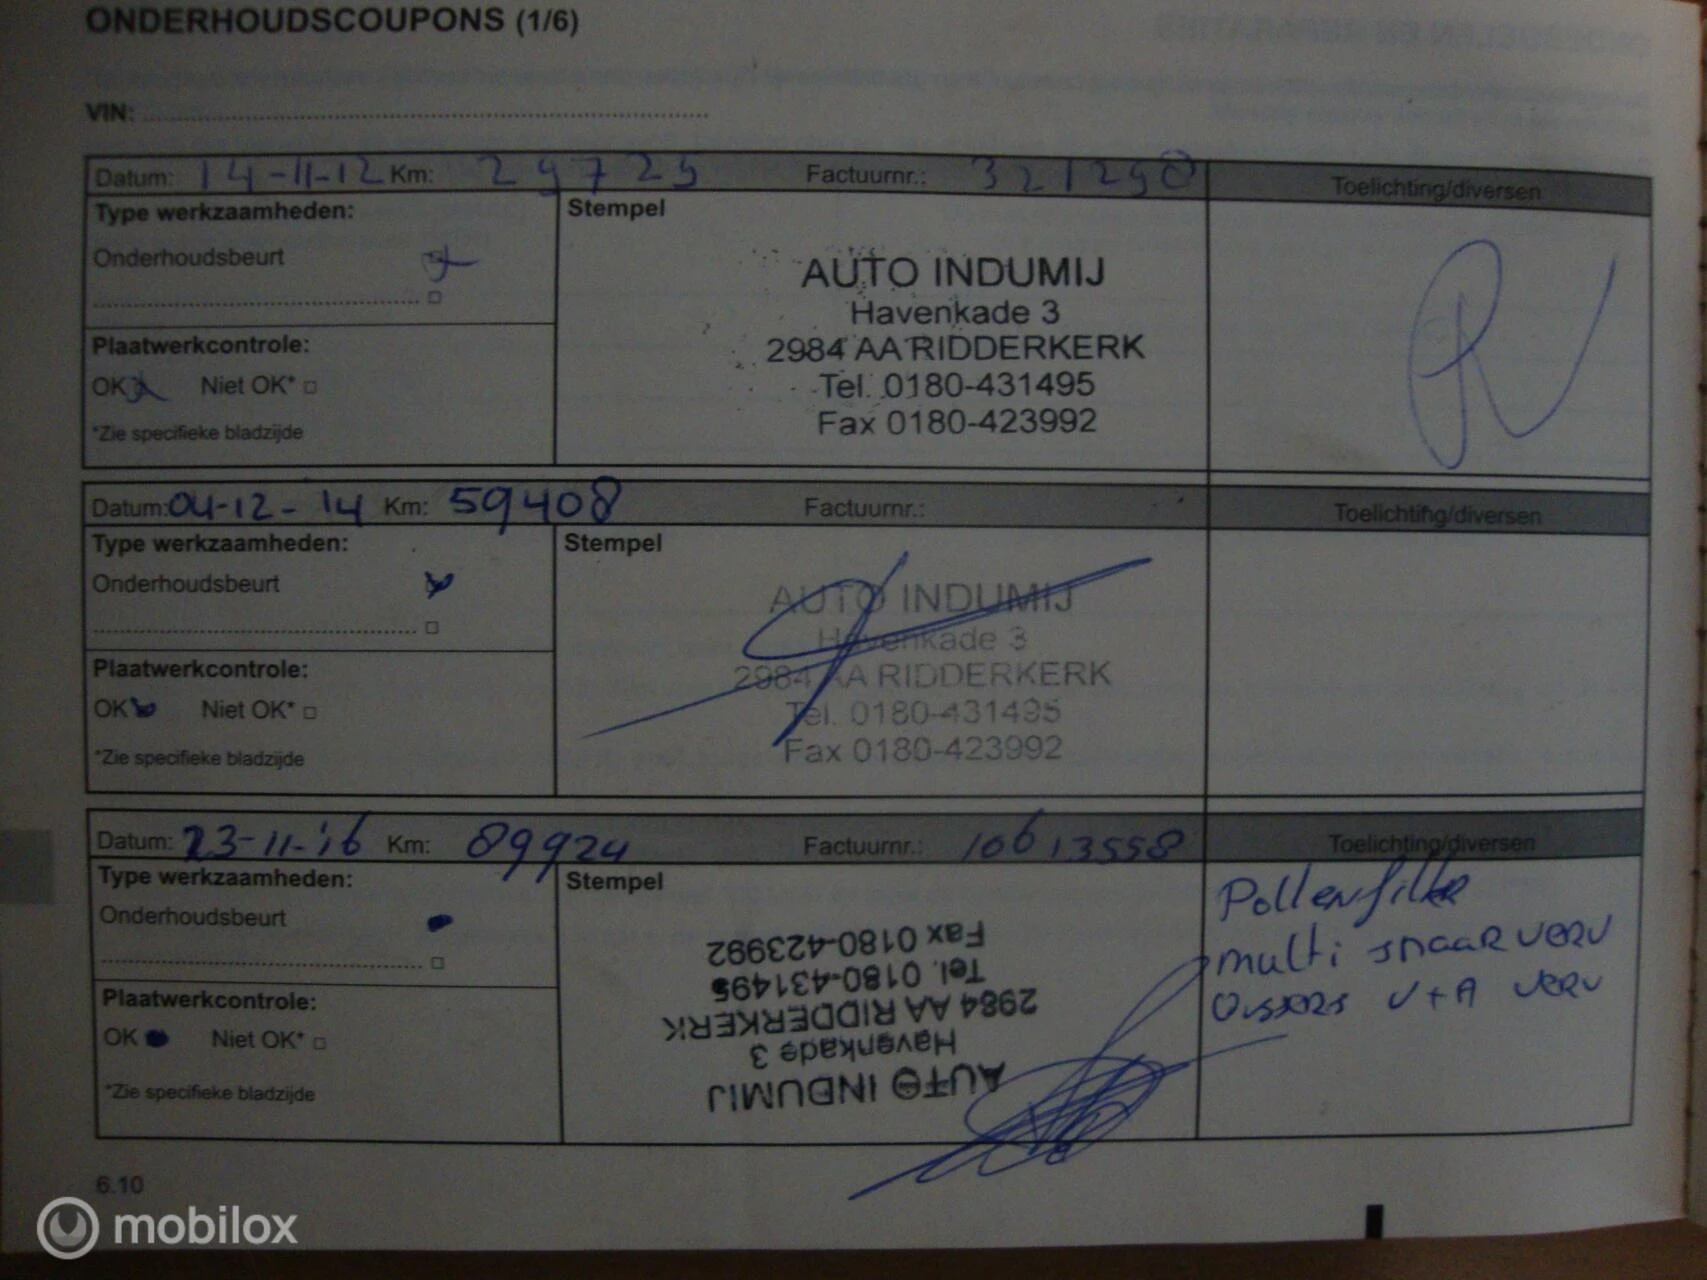 ONDERHOUDSCOUPONS (1/6)
VIN:
Datum: 14-11-12 Km: 29725 Factuurnr.: 321298 Toelichting/diversen
Type werkzaamheden:
Stempel
Onderhoudsbeurt
Plaatwerkcontrole:
OK Niet OK*
*Zie specifieke bladzijde
AUTO INDUMIJ
Havenkade 3
2984 AA RIDDERKERK
Tel. 0180-431495
Fax 0180-423992
Datum: 04-12-14 Km: 59408 Factuurnr.: Toelichting/diversen
Type werkzaamheden:
Stempel
Onderhoudsbeurt
Plaatwerkcontrole:
OK Niet OK*
*Zie specifieke bladzijde
AUTO INDUMIJ
Havenkade 3
2984 AA RIDDERKERK
Tel. 0180-431495
Fax 0180-423992
Datum: 23-11-'16 Km: 89924 Factuurnr.: 10613558 Toelichting/diversen
Type werkzaamheden:
Stempel
Onderhoudsbeurt
Plaatwerkcontrole:
OK Niet OK*
*Zie specifieke bladzijde
AUTO INDUMIJ
Havenkade 3
2984 AA RIDDERKERK
Tel. 0180-431495
Fax 0180-423992
Pollenfilter
multi snaar verv
V+A verv
6.10
mobilox